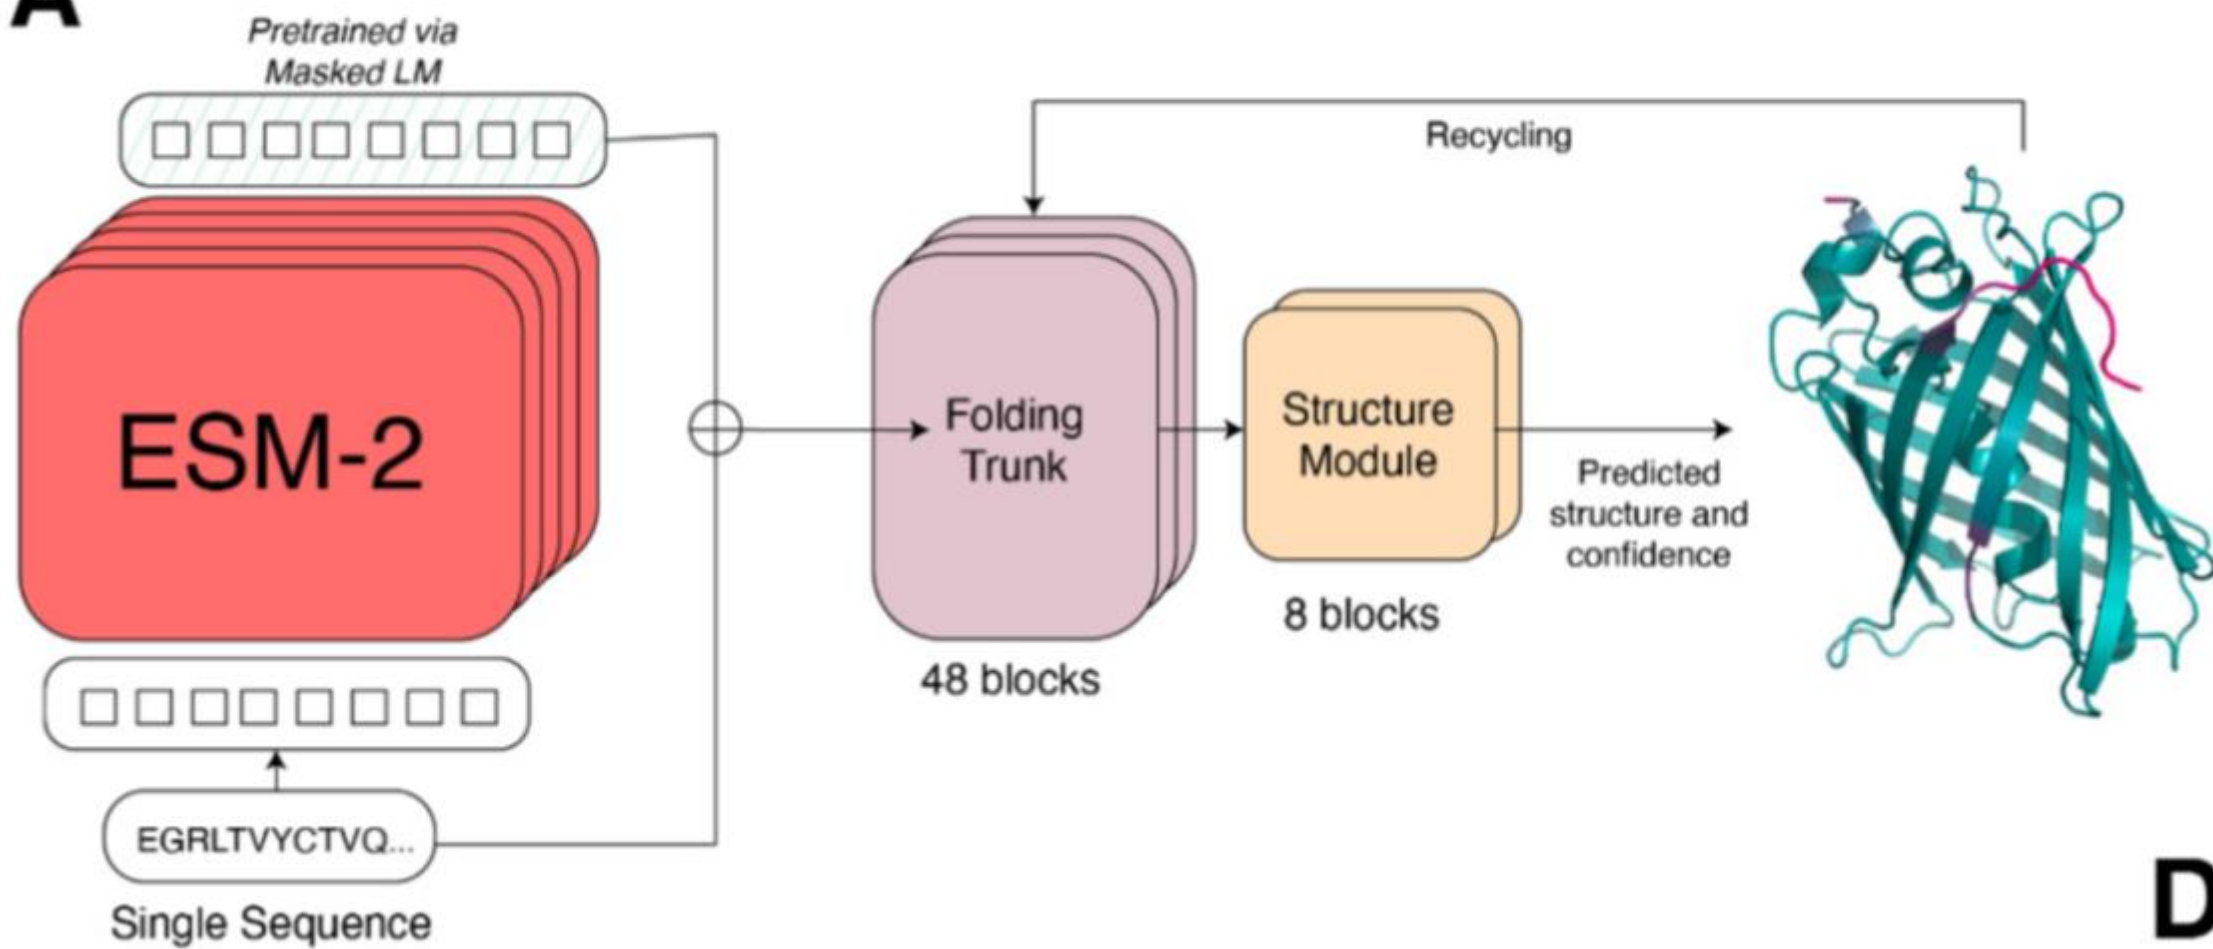 A
Pretrained via
Masked LM
ESM-2
EGRLTVYCTVQ...
Single Sequence
Recycling
Folding
Trunk
48 blocks
Structure
Module
8 blocks
Predicted
structure and
confidence
D